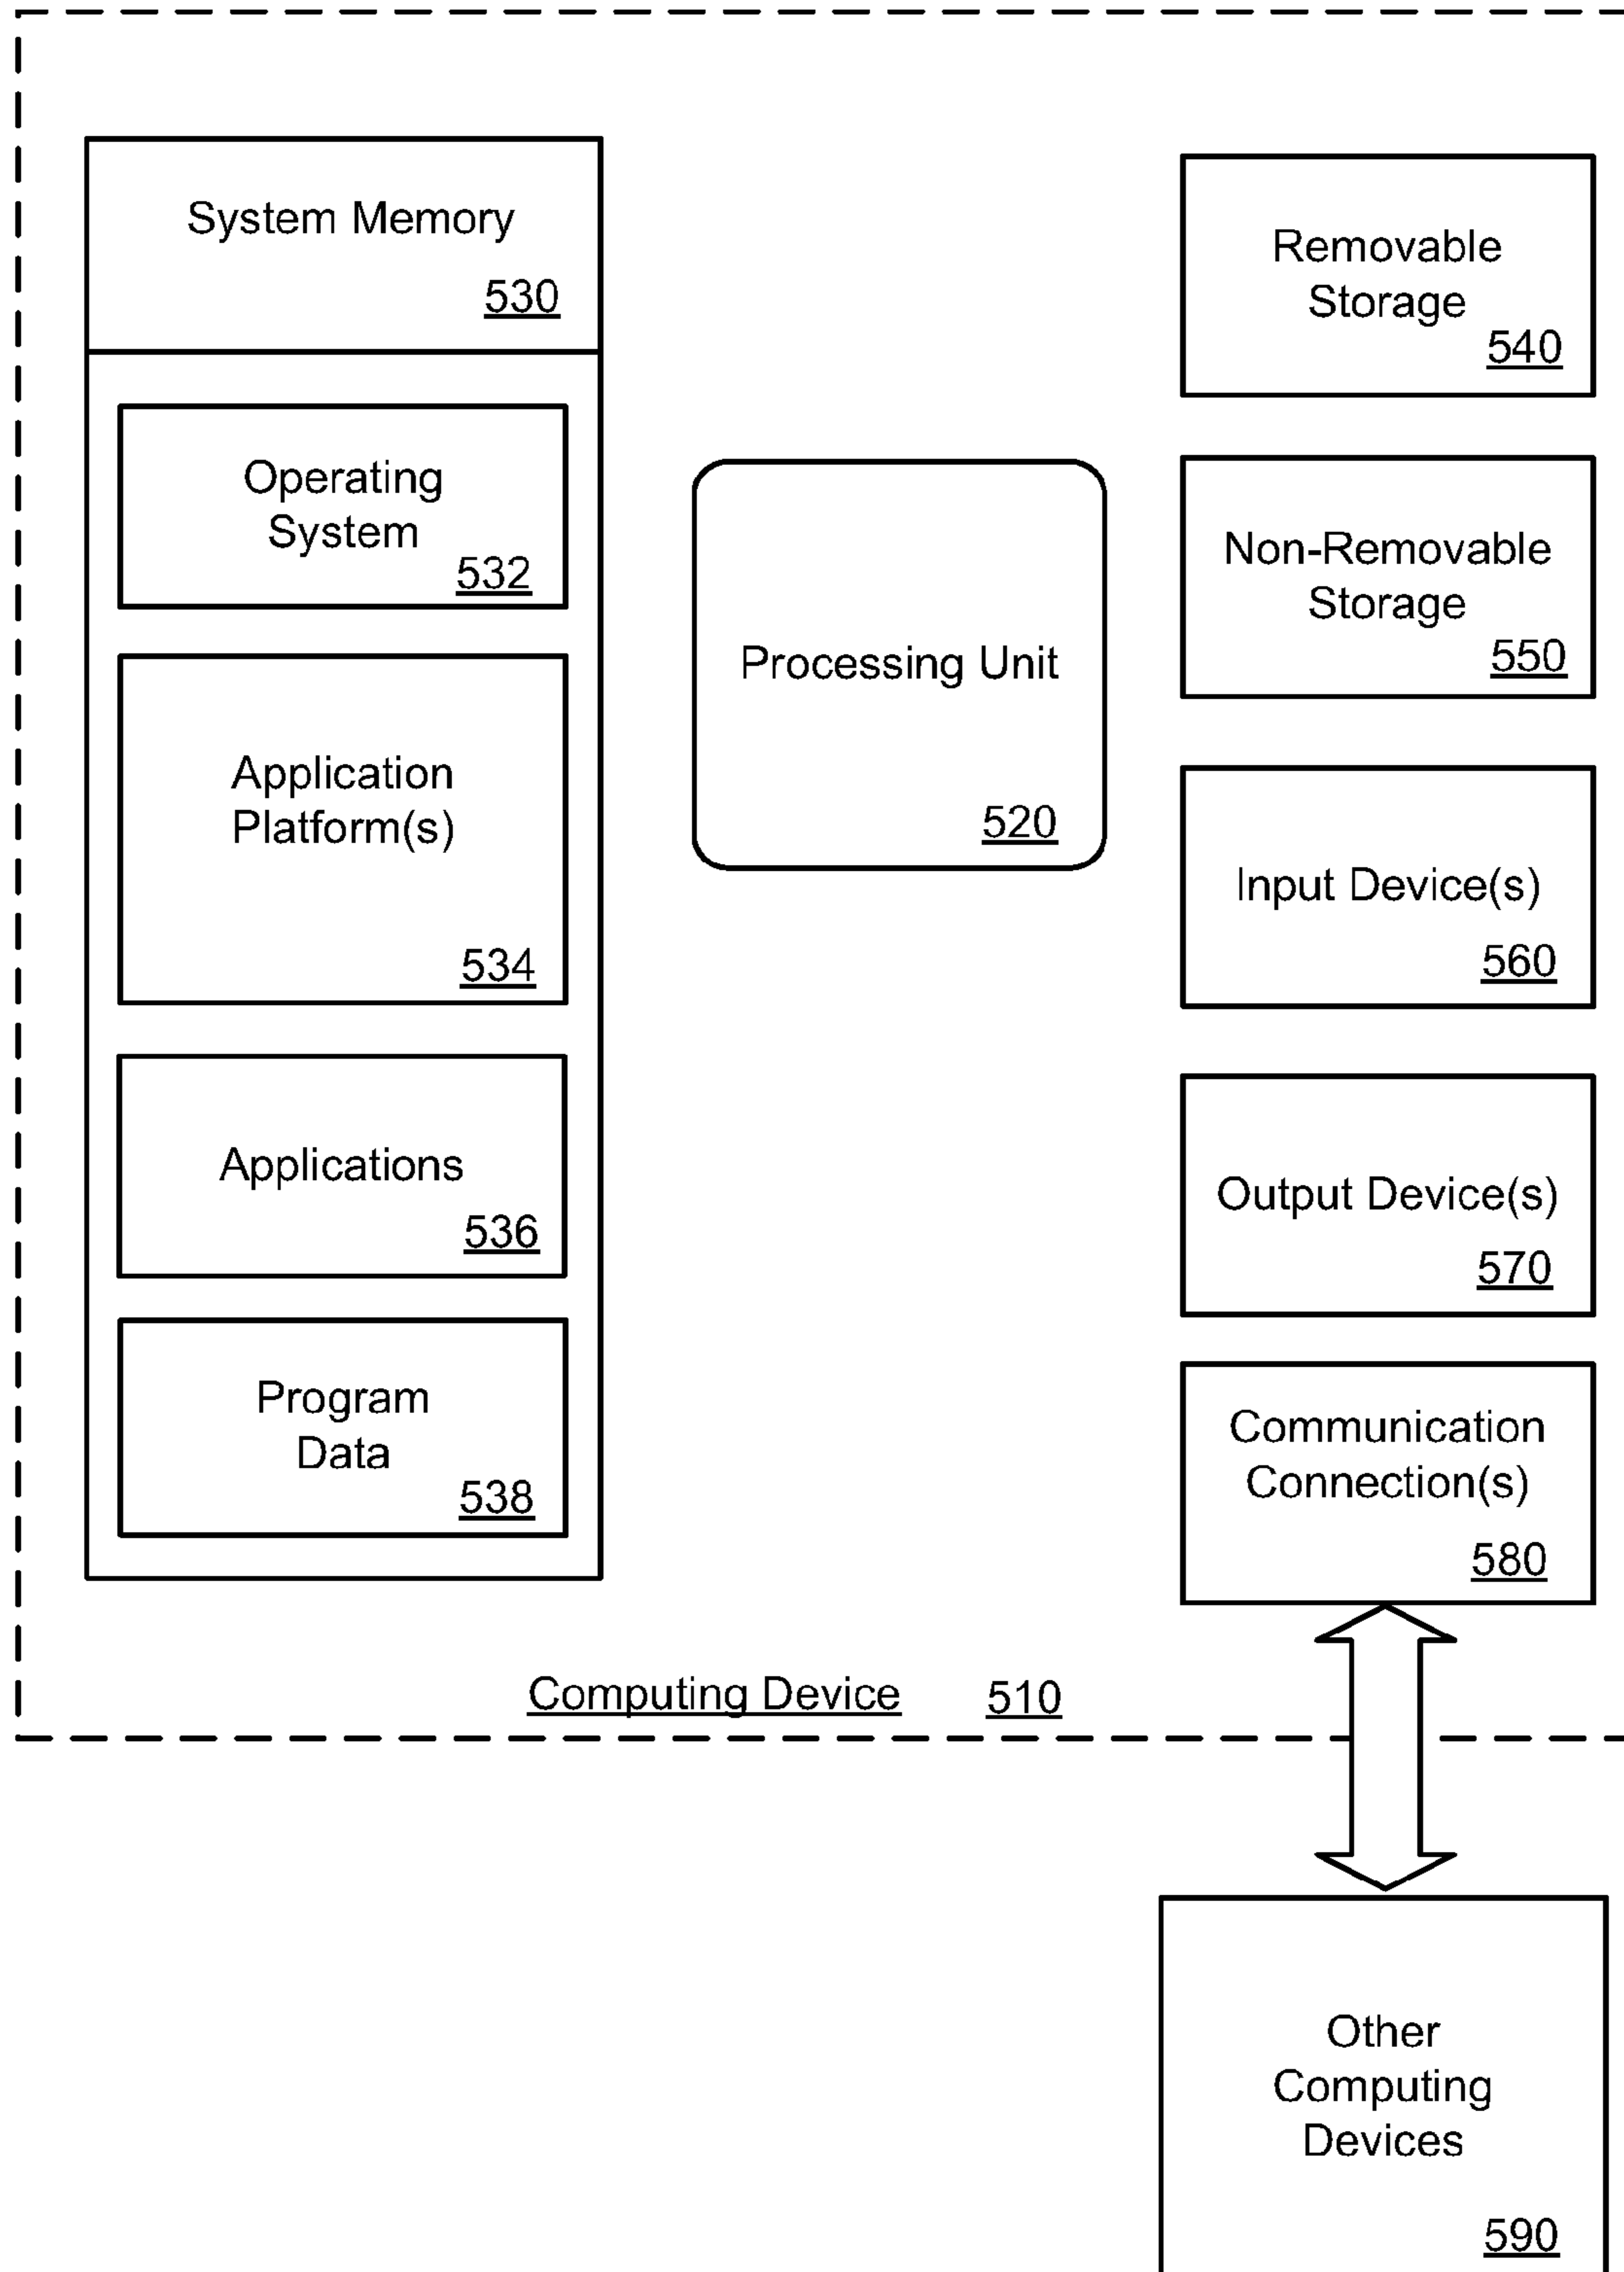 System Memory
530
Operating
System
532
Application
Platform(s)
534
Applications
536
Program
Data
538
Processing Unit
520
Removable
Storage
540
Non-Removable
Storage
550
Input Device(s)
560
Output Device(s)
570
Communication
Connection(s)
580
Computing Device 510
Other
Computing
Devices
590